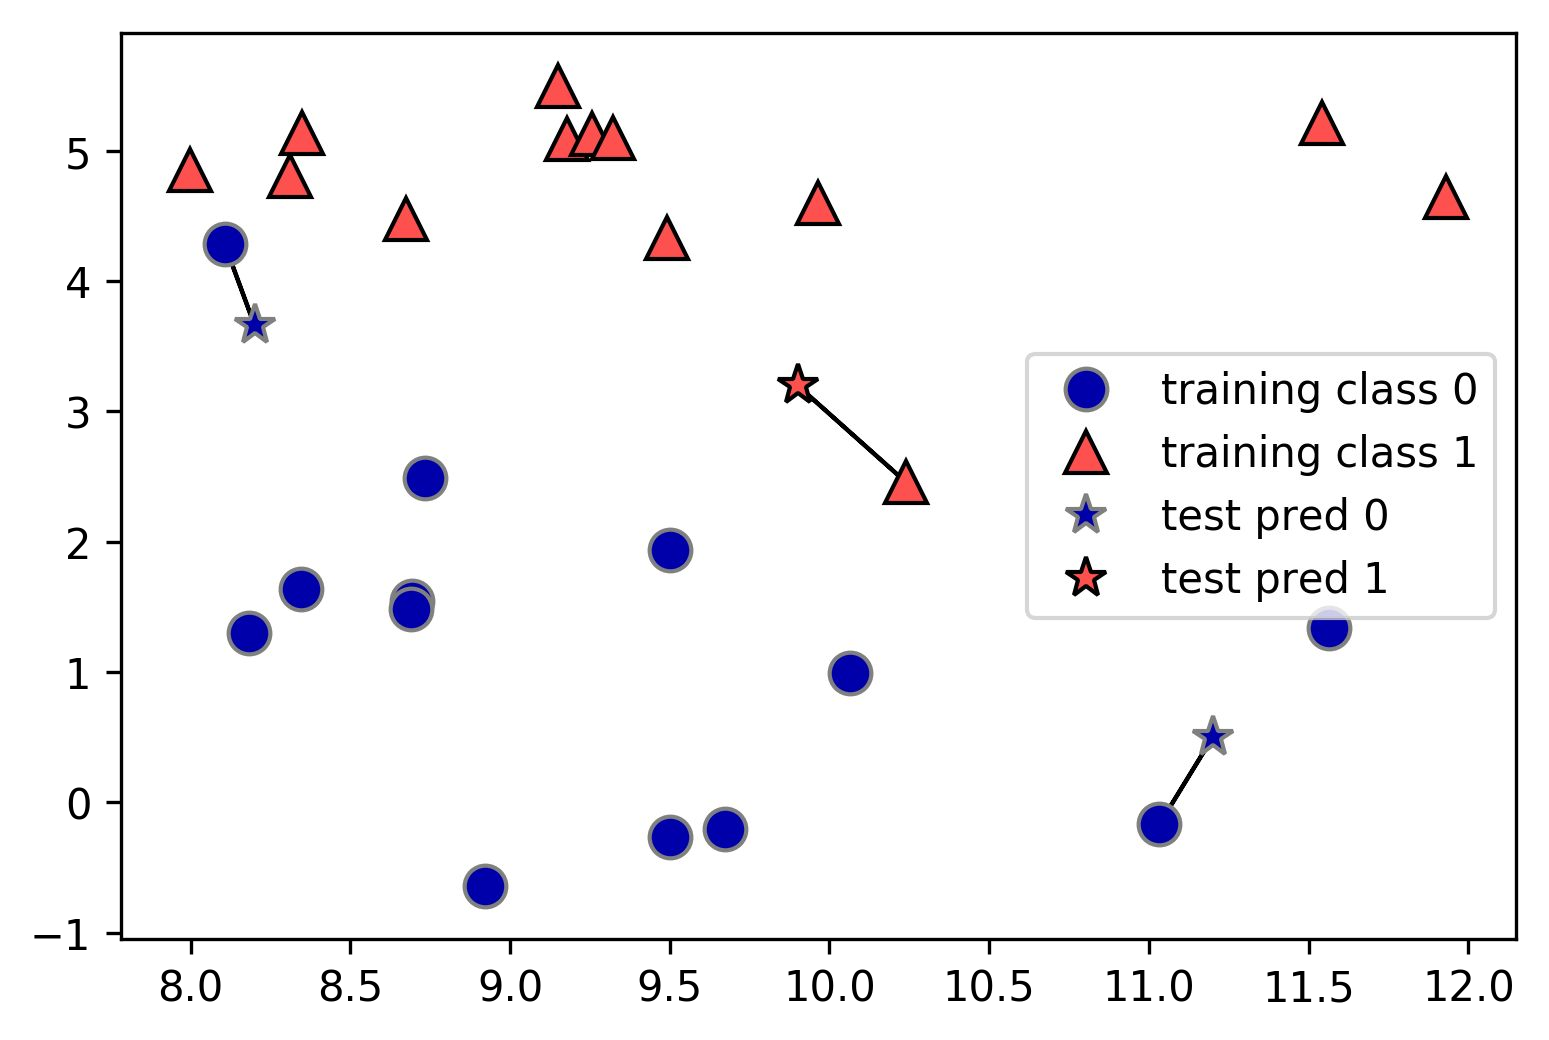 5
4
3
2
1
0
−1
training class 0
training class 1
test pred 0
test pred 1
8.0 8.5 9.0 9.5 10.0 10.5 11.0 11.5 12.0